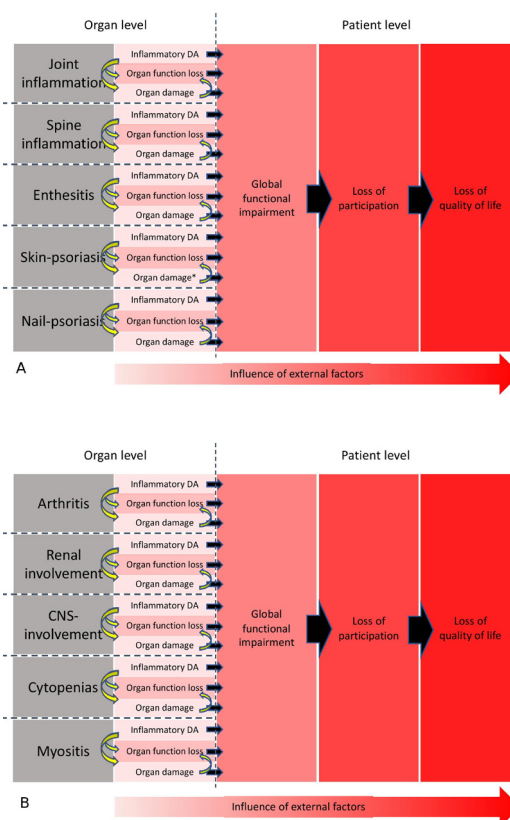 Organ level Patient level
Joint
inflammation
Inflammatory DA
Organ function loss
Organ damage
Spine
inflammation
Inflammatory DA
Organ function loss
Organ damage
Enthesitis
Inflammatory DA
Organ function loss
Organ damage
Skin-psoriasis
Inflammatory DA
Organ function loss
Organ damage*
Nail-psoriasis
Inflammatory DA
Organ function loss
Organ damage
Global
functional
impairment
Loss of
participation
Loss of
quality of life
A
Influence of external factors
Organ level Patient level
Arthritis
Inflammatory DA
Organ function loss
Organ damage
Renal
involvement
Inflammatory DA
Organ function loss
Organ damage
CNS-
involvement
Inflammatory DA
Organ function loss
Organ damage
Cytopenias
Inflammatory DA
Organ function loss
Organ damage
Myositis
Inflammatory DA
Organ function loss
Organ damage
Global
functional
impairment
Loss of
participation
Loss of
quality of life
B
Influence of external factors